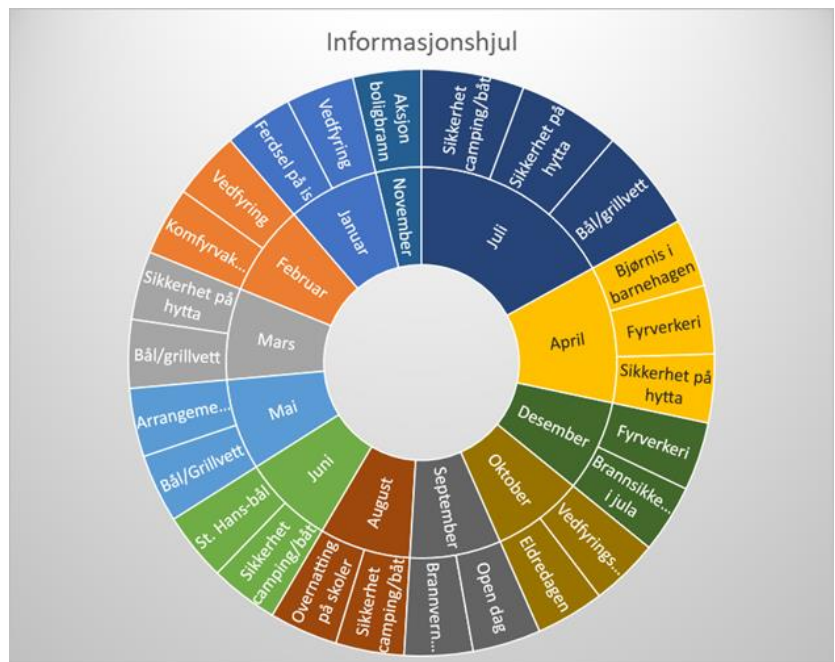 Informasjonshjul
Juli
Sikkerhet
camping/båt
Sikkerhet på
hytta
Bål/grillvett
April
Bjørnis i
barnehagen
Fyrverkeri
Sikkerhet på
hytta
Desember
Fyrverkeri
Brannsikke...
i jula
Oktober
Vedfyrings...
Eldredagen
September
Open dag
Brannvern...
August
Sikkerhet
camping/båt
Overnatting
på skoler
Juni
Sikkerhet
camping/båt
St. Hans-bål
Mai
Bål/Grillvett
Arrangeme...
Mars
Bål/grillvett
Sikkerhet på
hytta
Februar
Komfyrvak...
Vedfyring
Januar
Ferdsel på is
Vedfyring
November
Aksjon
boligbrann